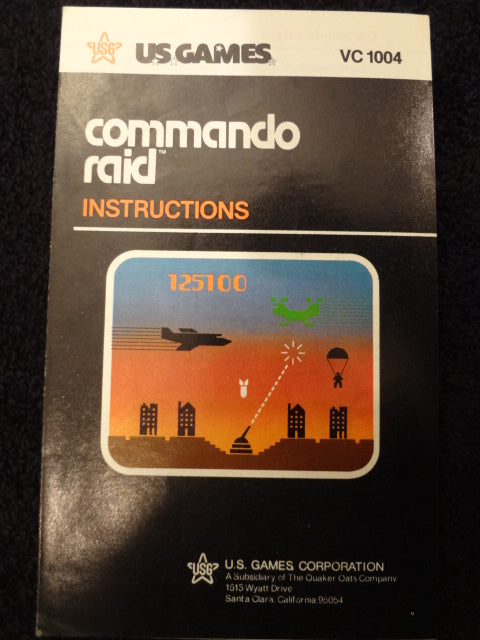 USG US GAMES VC 1004
commando
raid™
INSTRUCTIONS
125100
USG U.S. GAMES CORPORATION
A Subsidiary of The Quaker Oats Company
1515 Wyatt Drive
Santa Clara, California 95054